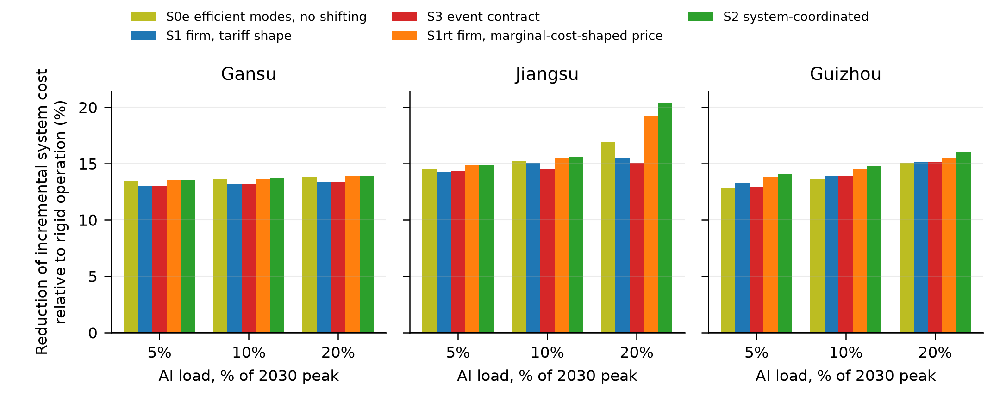 S0e efficient modes, no shifting
S1 firm, tariff shape
S3 event contract
S1rt firm, marginal-cost-shaped price
S2 system-coordinated
Reduction of incremental system cost
relative to rigid operation (%)
Gansu
20
15
10
5
0
5% 10% 20%
AI load, % of 2030 peak
Jiangsu
5% 10% 20%
AI load, % of 2030 peak
Guizhou
5% 10% 20%
AI load, % of 2030 peak